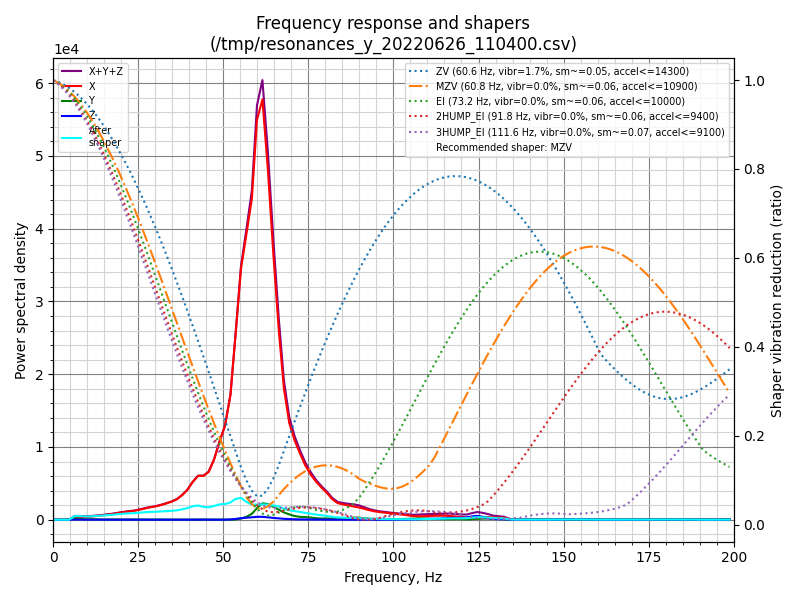 Frequency response and shapers
(/tmp/resonances_y_20220626_110400.csv)
1e4
X+Y+Z
X
Y
Z
After
shaper
ZV (60.6 Hz, vibr=1.7%, sm~=0.05, accel<=14300)
MZV (60.8 Hz, vibr=0.0%, sm~=0.06, accel<=10900)
EI (73.2 Hz, vibr=0.0%, sm~=0.06, accel<=10000)
2HUMP_EI (91.8 Hz, vibr=0.0%, sm~=0.06, accel<=9400)
3HUMP_EI (111.6 Hz, vibr=0.0%, sm~=0.07, accel<=9100)
Recommended shaper: MZV
Power spectral density
6
5
4
3
2
1
0
1.0
0.8
0.6
0.4
0.2
0.0
Shaper vibration reduction (ratio)
0 25 50 75 100 125 150 175 200
Frequency, Hz